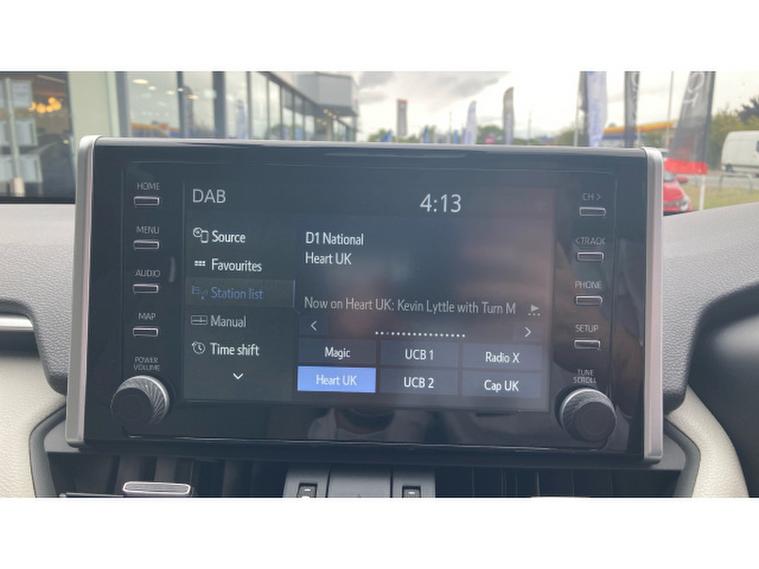 HOME
MENU
AUDIO
MAP
POWER
VOLUME
DAB
4:13
Source
Favourites
Station list
Manual
Time shift
D1 National
Heart UK
Now on Heart UK: Kevin Lyttle with Turn M
Magic
UCB 1
Radio X
Heart UK
UCB 2
Cap UK
CH >
< TRACK
PHONE
SETUP
TUNE
SCROLL